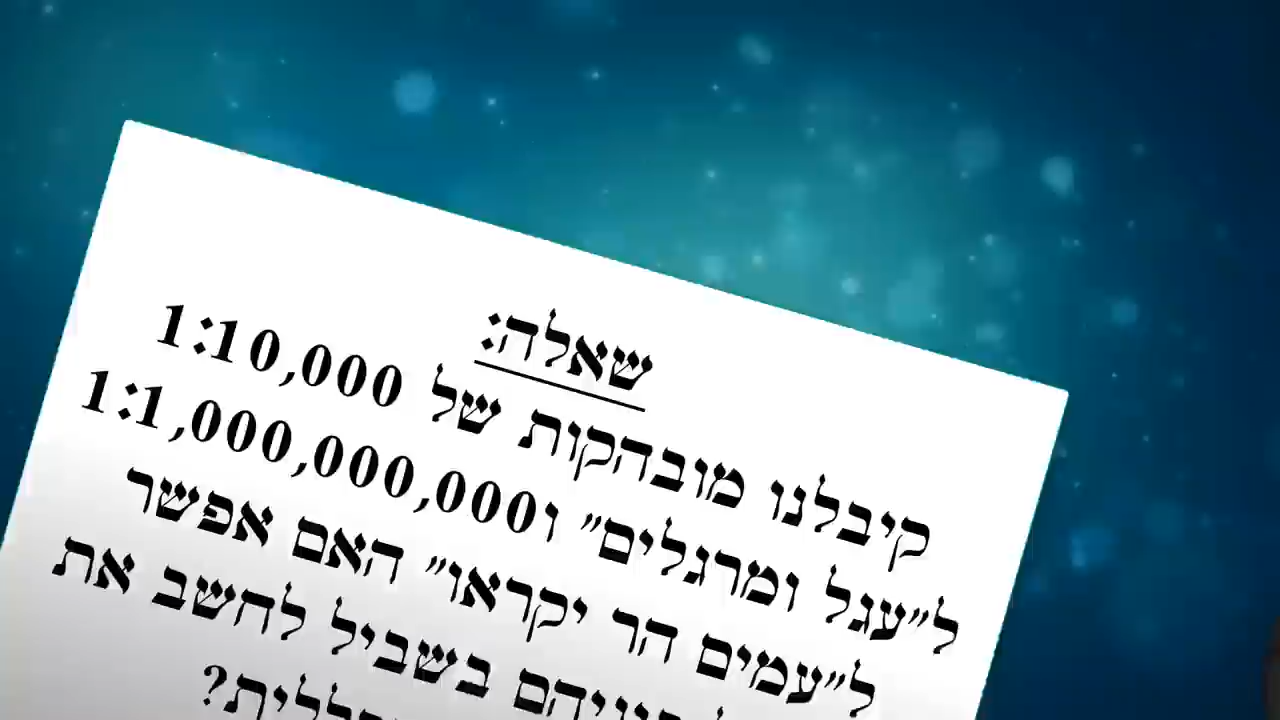 שאלה:
קיבלנו מובהקות של 1:10,000
ל"עגל ומרגלים" ו1:1,000,000,000
ל"עמים הר יקראו" האם אפשר
בשביל לחשב את